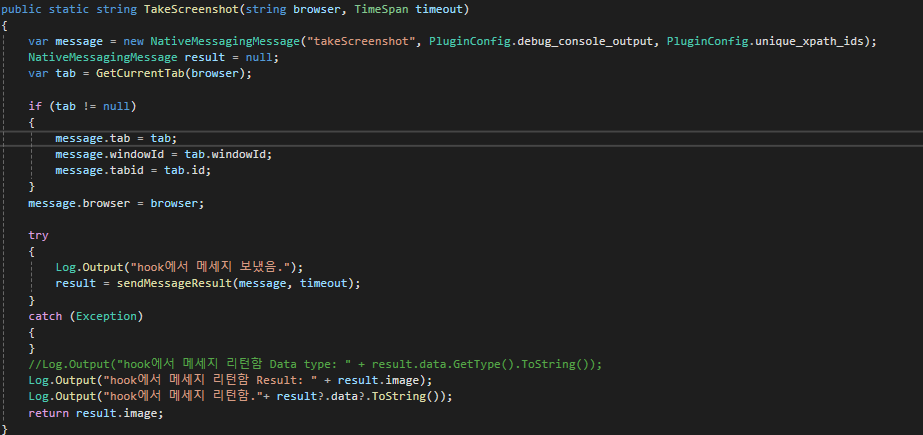 public static string TakeScreenshot(string browser, TimeSpan timeout)
{
var message = new NativeMessagingMessage("takeScreenshot", PluginConfig.debug_console_output, PluginConfig.unique_xpath_ids);
NativeMessagingMessage result = null;
var tab = GetCurrentTab(browser);
if (tab != null)
{
message.tab = tab;
message.windowId = tab.windowId;
message.tabid = tab.id;
}
message.browser = browser;
try
{
Log.Output("hook에서 메세지 보냈음.");
result = sendMessageResult(message, timeout);
}
catch (Exception)
{
}
//Log.Output("hook에서 메세지 리턴함 Data type: " + result.data.GetType().ToString());
Log.Output("hook에서 메세지 리턴함 Result: " + result.image);
Log.Output("hook에서 메세지 리턴함."+ result?.data?.ToString());
return result.image;
}